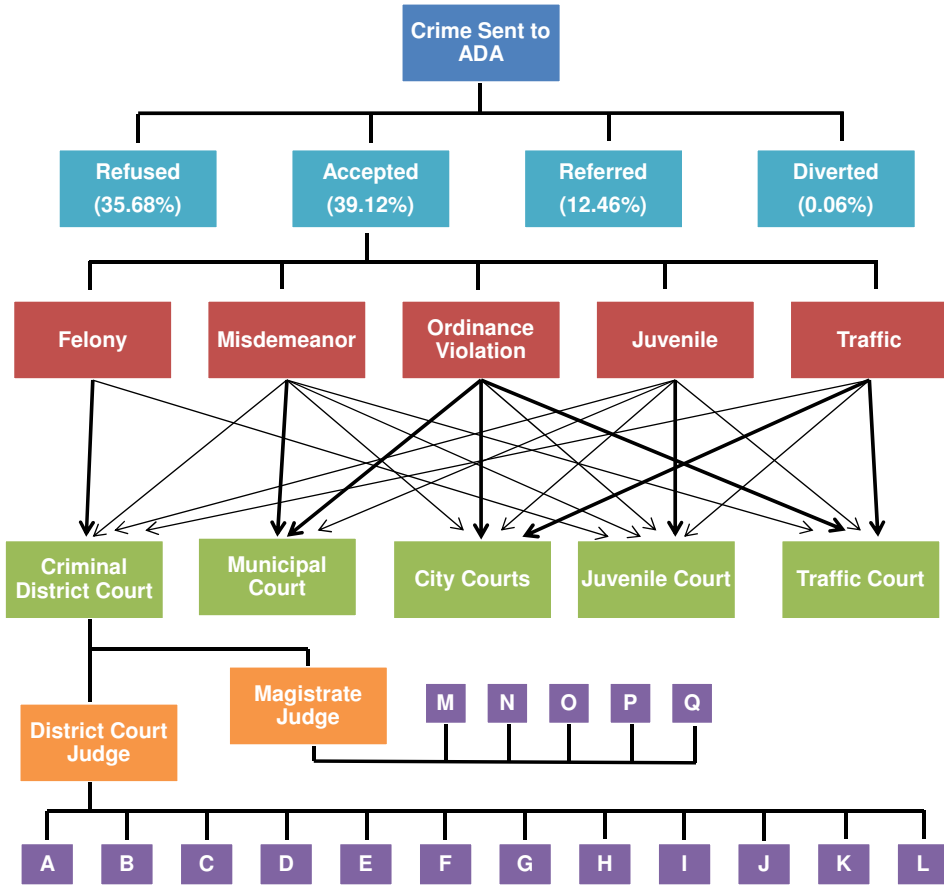 Crime Sent to
ADA
Refused
(35.68%)
Accepted
(39.12%)
Referred
(12.46%)
Diverted
(0.06%)
Felony
Misdemeanor
Ordinance
Violation
Juvenile
Traffic
Criminal
District Court
Municipal
Court
City Courts
Juvenile Court
Traffic Court
Magistrate
Judge
M
N
O
P
Q
District Court
Judge
A
B
C
D
E
F
G
H
I
J
K
L